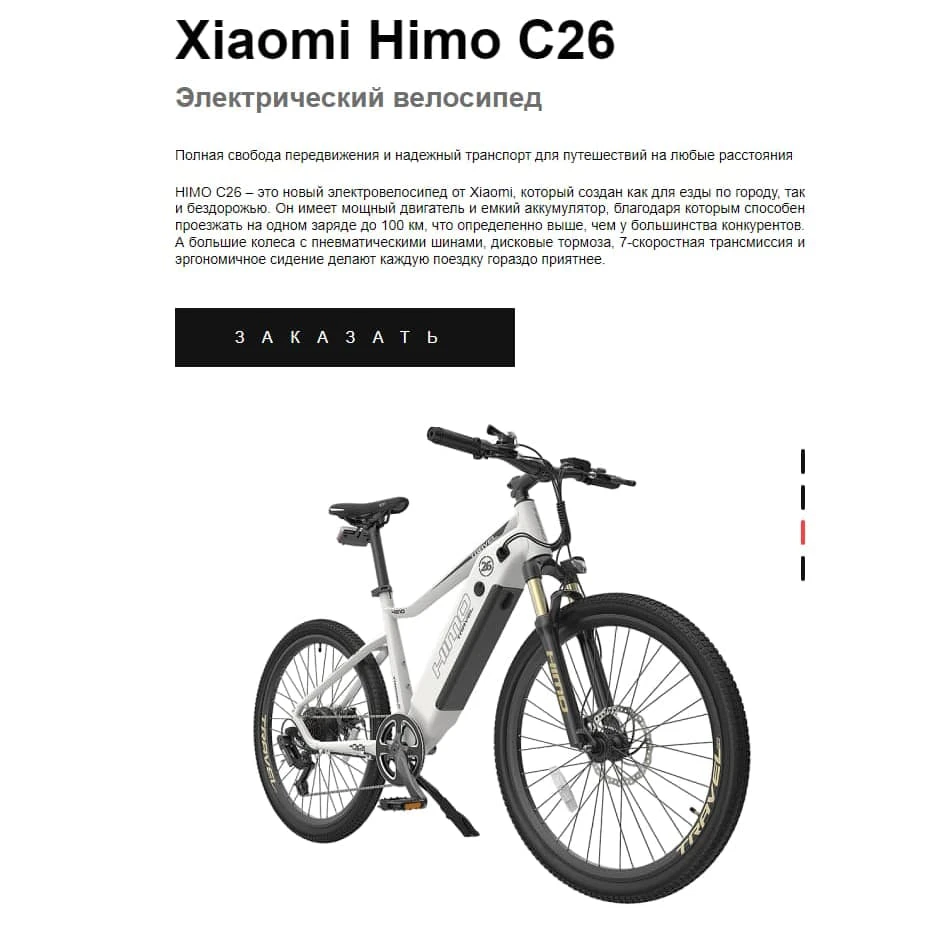 Xiaomi Himo C26
Электрический велосипед
Полная свобода передвижения и надежный транспорт для путешествий на любые расстояния
HIMO C26 – это новый электровелосипед от Xiaomi, который создан как для езды по городу, так
и бездорожью. Он имеет мощный двигатель и емкий аккумулятор, благодаря которым способен
проезжать на одном заряде до 100 км, что определенно выше, чем у большинства конкурентов.
А большие колеса с пневматическими шинами, дисковые тормоза, 7-скоростная трансмиссия и
эргономичное сидение делают каждую поездку гораздо приятнее.
ЗАКАЗАТЬ
TRAVEL
26
HIMO
HIMO
TRAVEL
HIMO
TRAVEL
TRAVEL